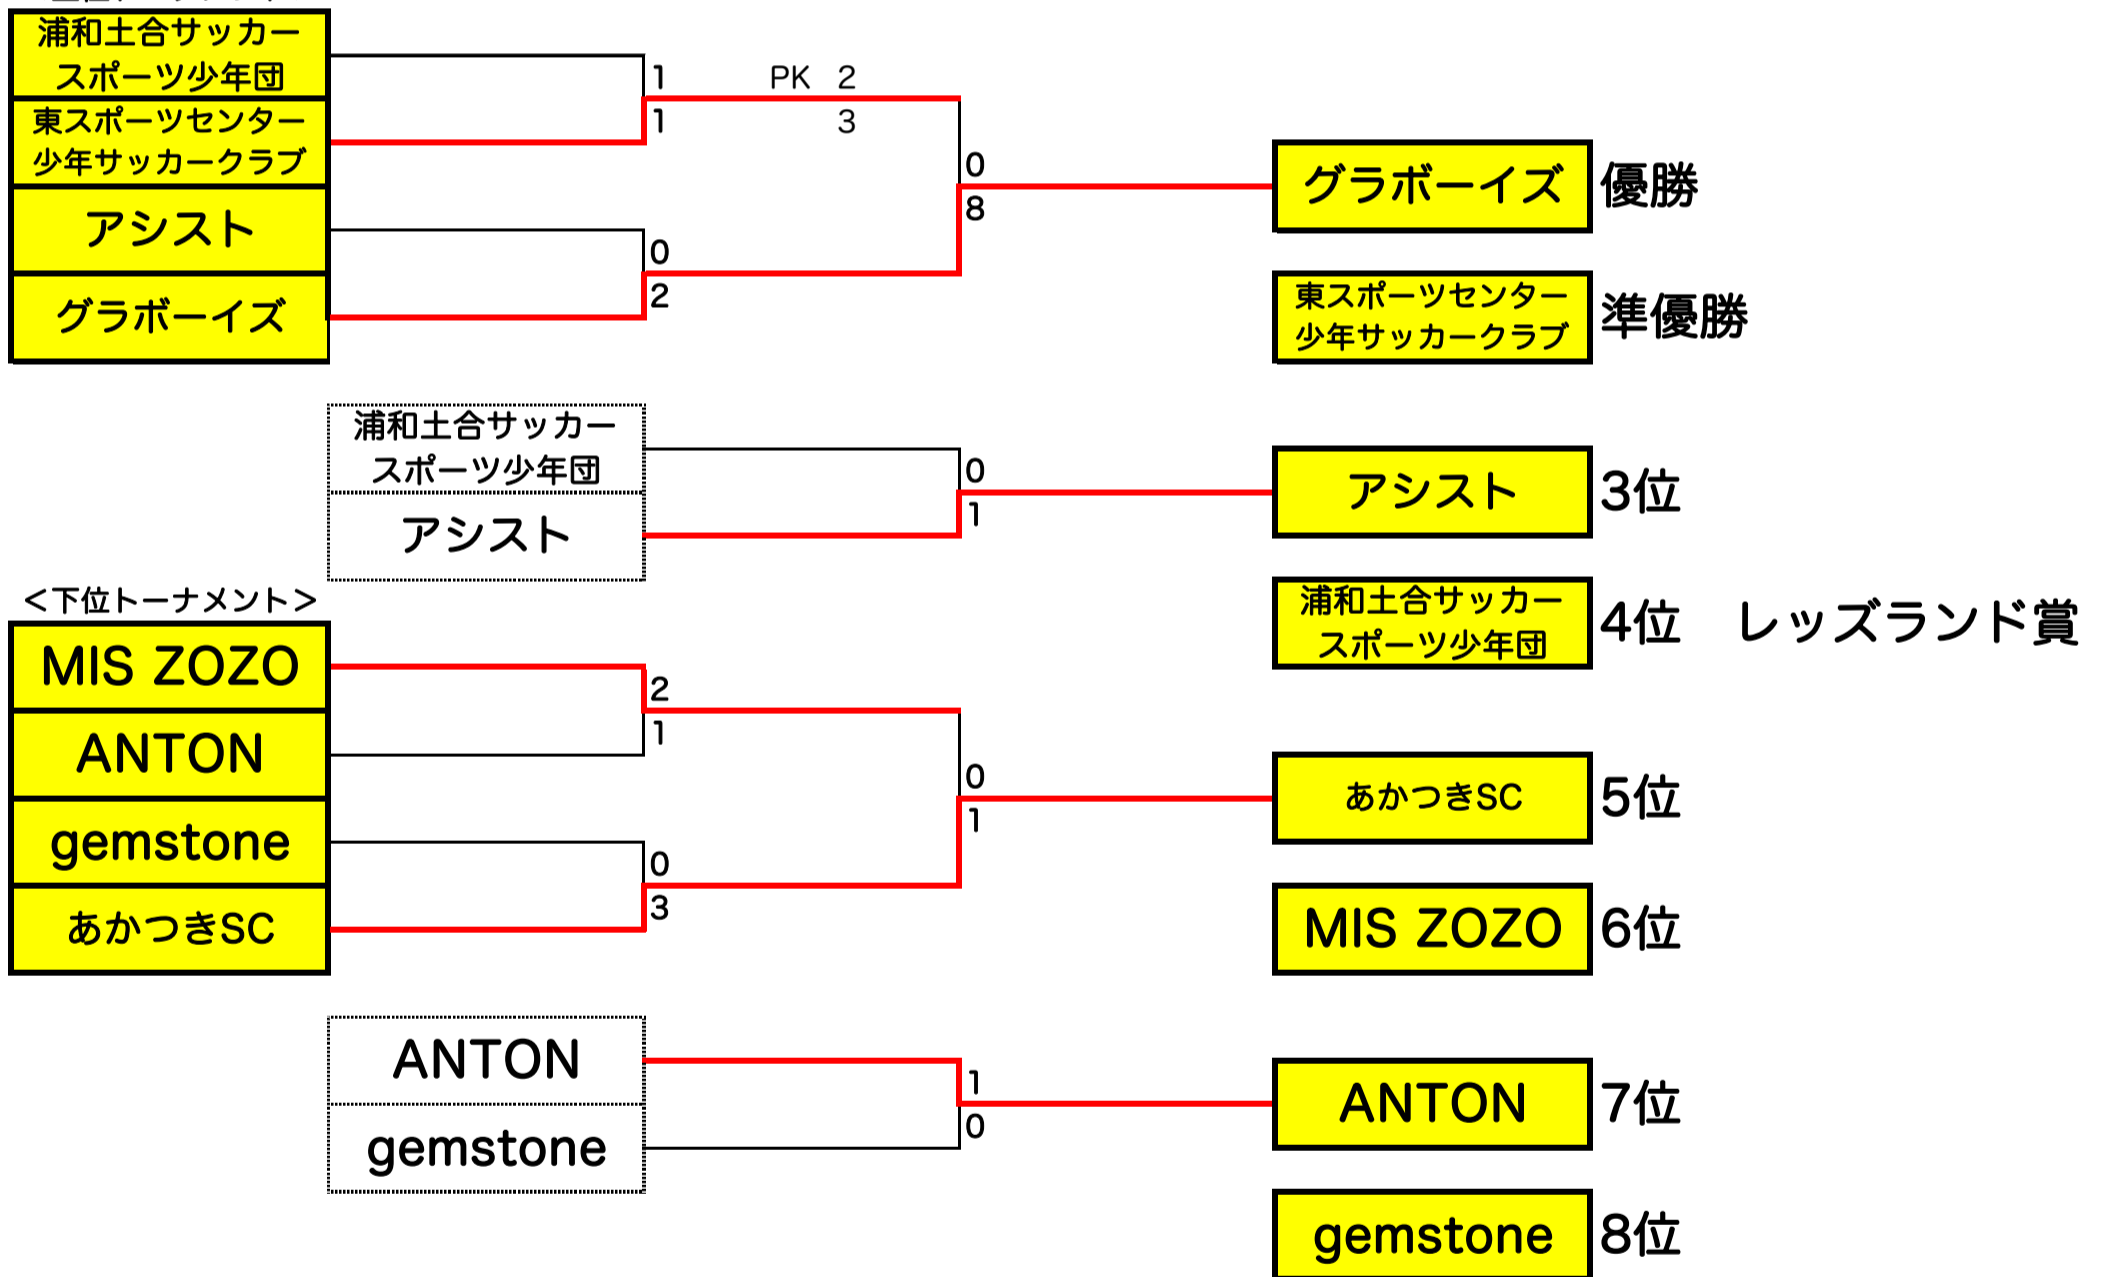 浦和土合サッカー
スポーツ少年団
東スポーツセンター
少年サッカークラブ
アシスト
グラボーイズ
1
1
PK 2
3
0
2
0
8
グラボーイズ 優勝
東スポーツセンター
少年サッカークラブ
準優勝
浦和土合サッカー
スポーツ少年団
アシスト
0
1
アシスト 3位
浦和土合サッカー
スポーツ少年団
4位 レッズランド賞
＜下位トーナメント＞
MIS ZOZO
ANTON
gemstone
あかつきSC
2
1
0
3
0
1
あかつきSC 5位
MIS ZOZO 6位
ANTON
gemstone
1
0
ANTON 7位
gemstone 8位